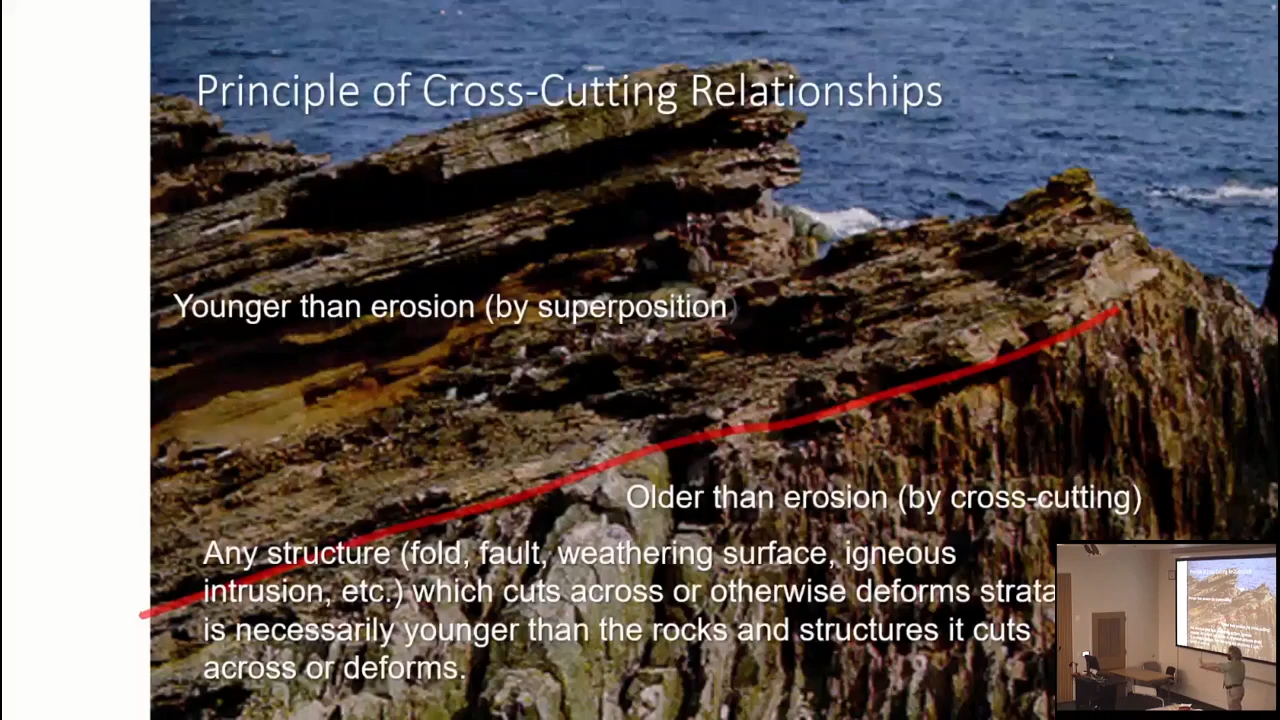 Principle of Cross-Cutting Relationships
Younger than erosion (by superposition)
Older than erosion (by cross-cutting)
Any structure (fold, fault, weathering surface, igneous
intrusion, etc.) which cuts across or otherwise deforms strata
is necessarily younger than the rocks and structures it cuts
across or deforms.